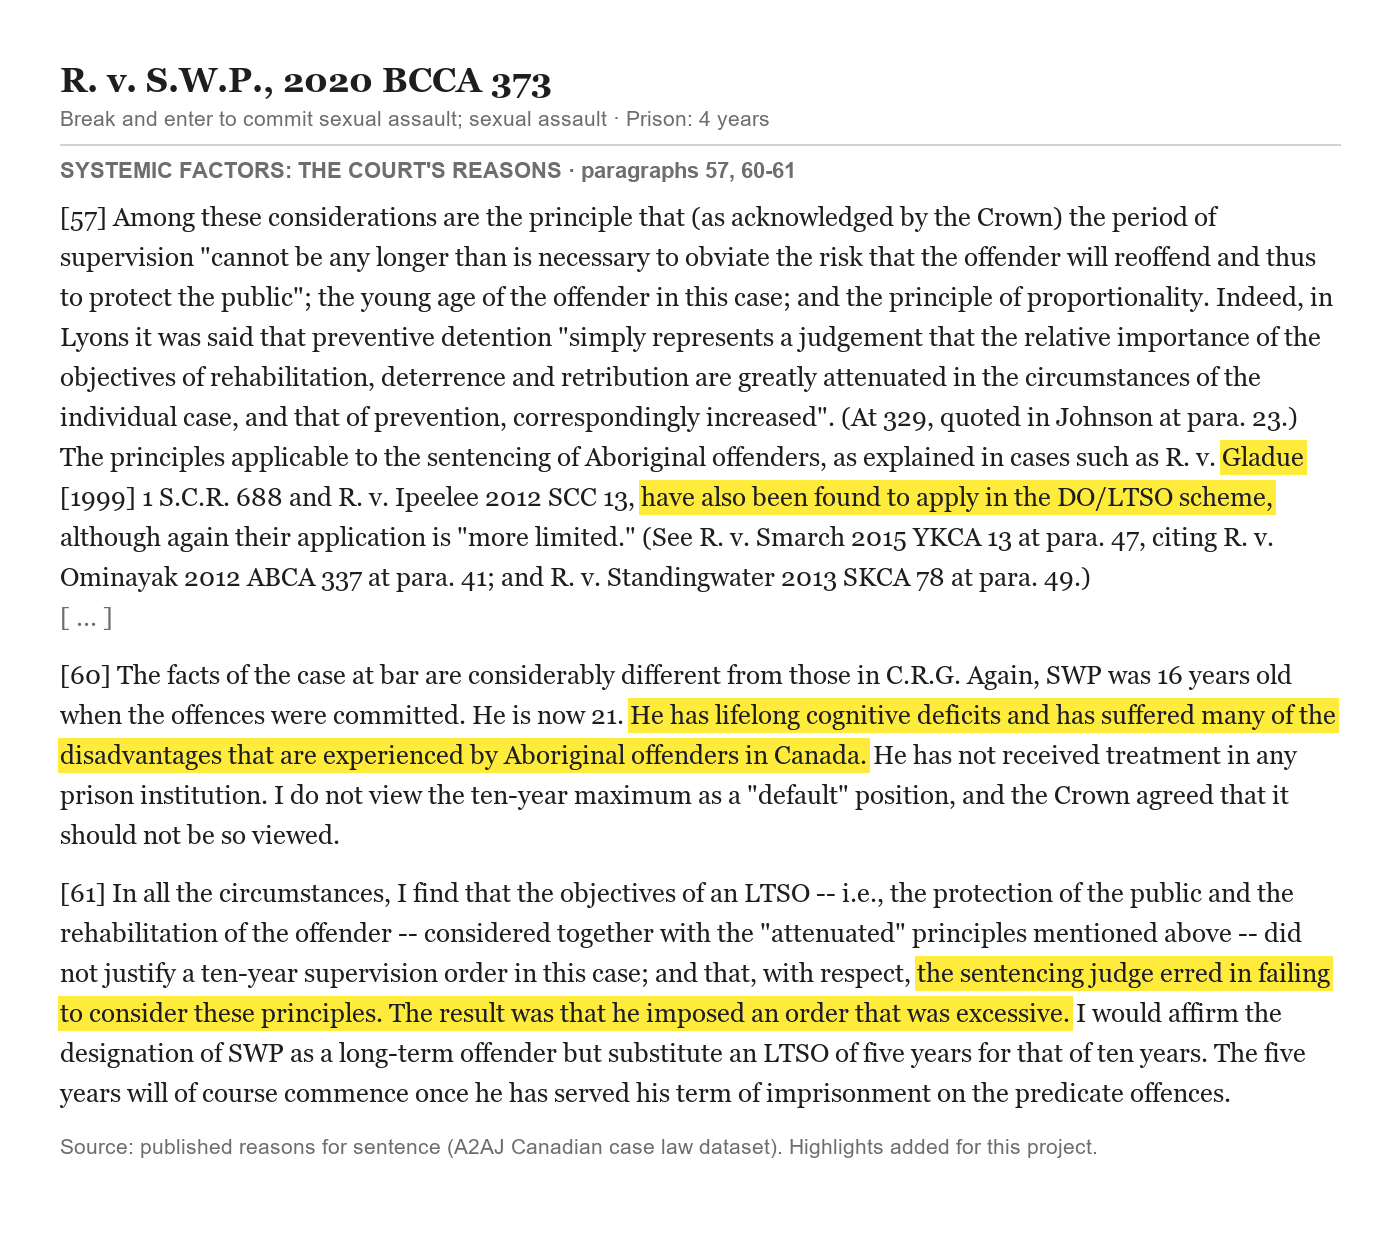 R. v. S.W.P., 2020 BCCA 373
Break and enter to commit sexual assault; sexual assault · Prison: 4 years
SYSTEMIC FACTORS: THE COURT'S REASONS · paragraphs 57, 60-61
[57] Among these considerations are the principle that (as acknowledged by the Crown) the period of
supervision "cannot be any longer than is necessary to obviate the risk that the offender will reoffend and thus
to protect the public"; the young age of the offender in this case; and the principle of proportionality. Indeed, in
Lyons it was said that preventive detention "simply represents a judgement that the relative importance of the
objectives of rehabilitation, deterrence and retribution are greatly attenuated in the circumstances of the
individual case, and that of prevention, correspondingly increased". (At 329, quoted in Johnson at para. 23.)
The principles applicable to the sentencing of Aboriginal offenders, as explained in cases such as R. v. Gladue
[1999] 1 S.C.R. 688 and R. v. Ipeelee 2012 SCC 13, have also been found to apply in the DO/LTSO scheme,
although again their application is "more limited." (See R. v. Smarch 2015 YKCA 13 at para. 47, citing R. v.
Ominayak 2012 ABCA 337 at para. 41; and R. v. Standingwater 2013 SKCA 78 at para. 49.)
[ ... ]
[60] The facts of the case at bar are considerably different from those in C.R.G. Again, SWP was 16 years old
when the offences were committed. He is now 21. He has lifelong cognitive deficits and has suffered many of the
disadvantages that are experienced by Aboriginal offenders in Canada. He has not received treatment in any
prison institution. I do not view the ten-year maximum as a "default" position, and the Crown agreed that it
should not be so viewed.
[61] In all the circumstances, I find that the objectives of an LTSO -- i.e., the protection of the public and the
rehabilitation of the offender -- considered together with the "attenuated" principles mentioned above -- did
not justify a ten-year supervision order in this case; and that, with respect, the sentencing judge erred in failing
to consider these principles. The result was that he imposed an order that was excessive. I would affirm the
designation of SWP as a long-term offender but substitute an LTSO of five years for that of ten years. The five
years will of course commence once he has served his term of imprisonment on the predicate offences.
Source: published reasons for sentence (A2AJ Canadian case law dataset). Highlights added for this project.